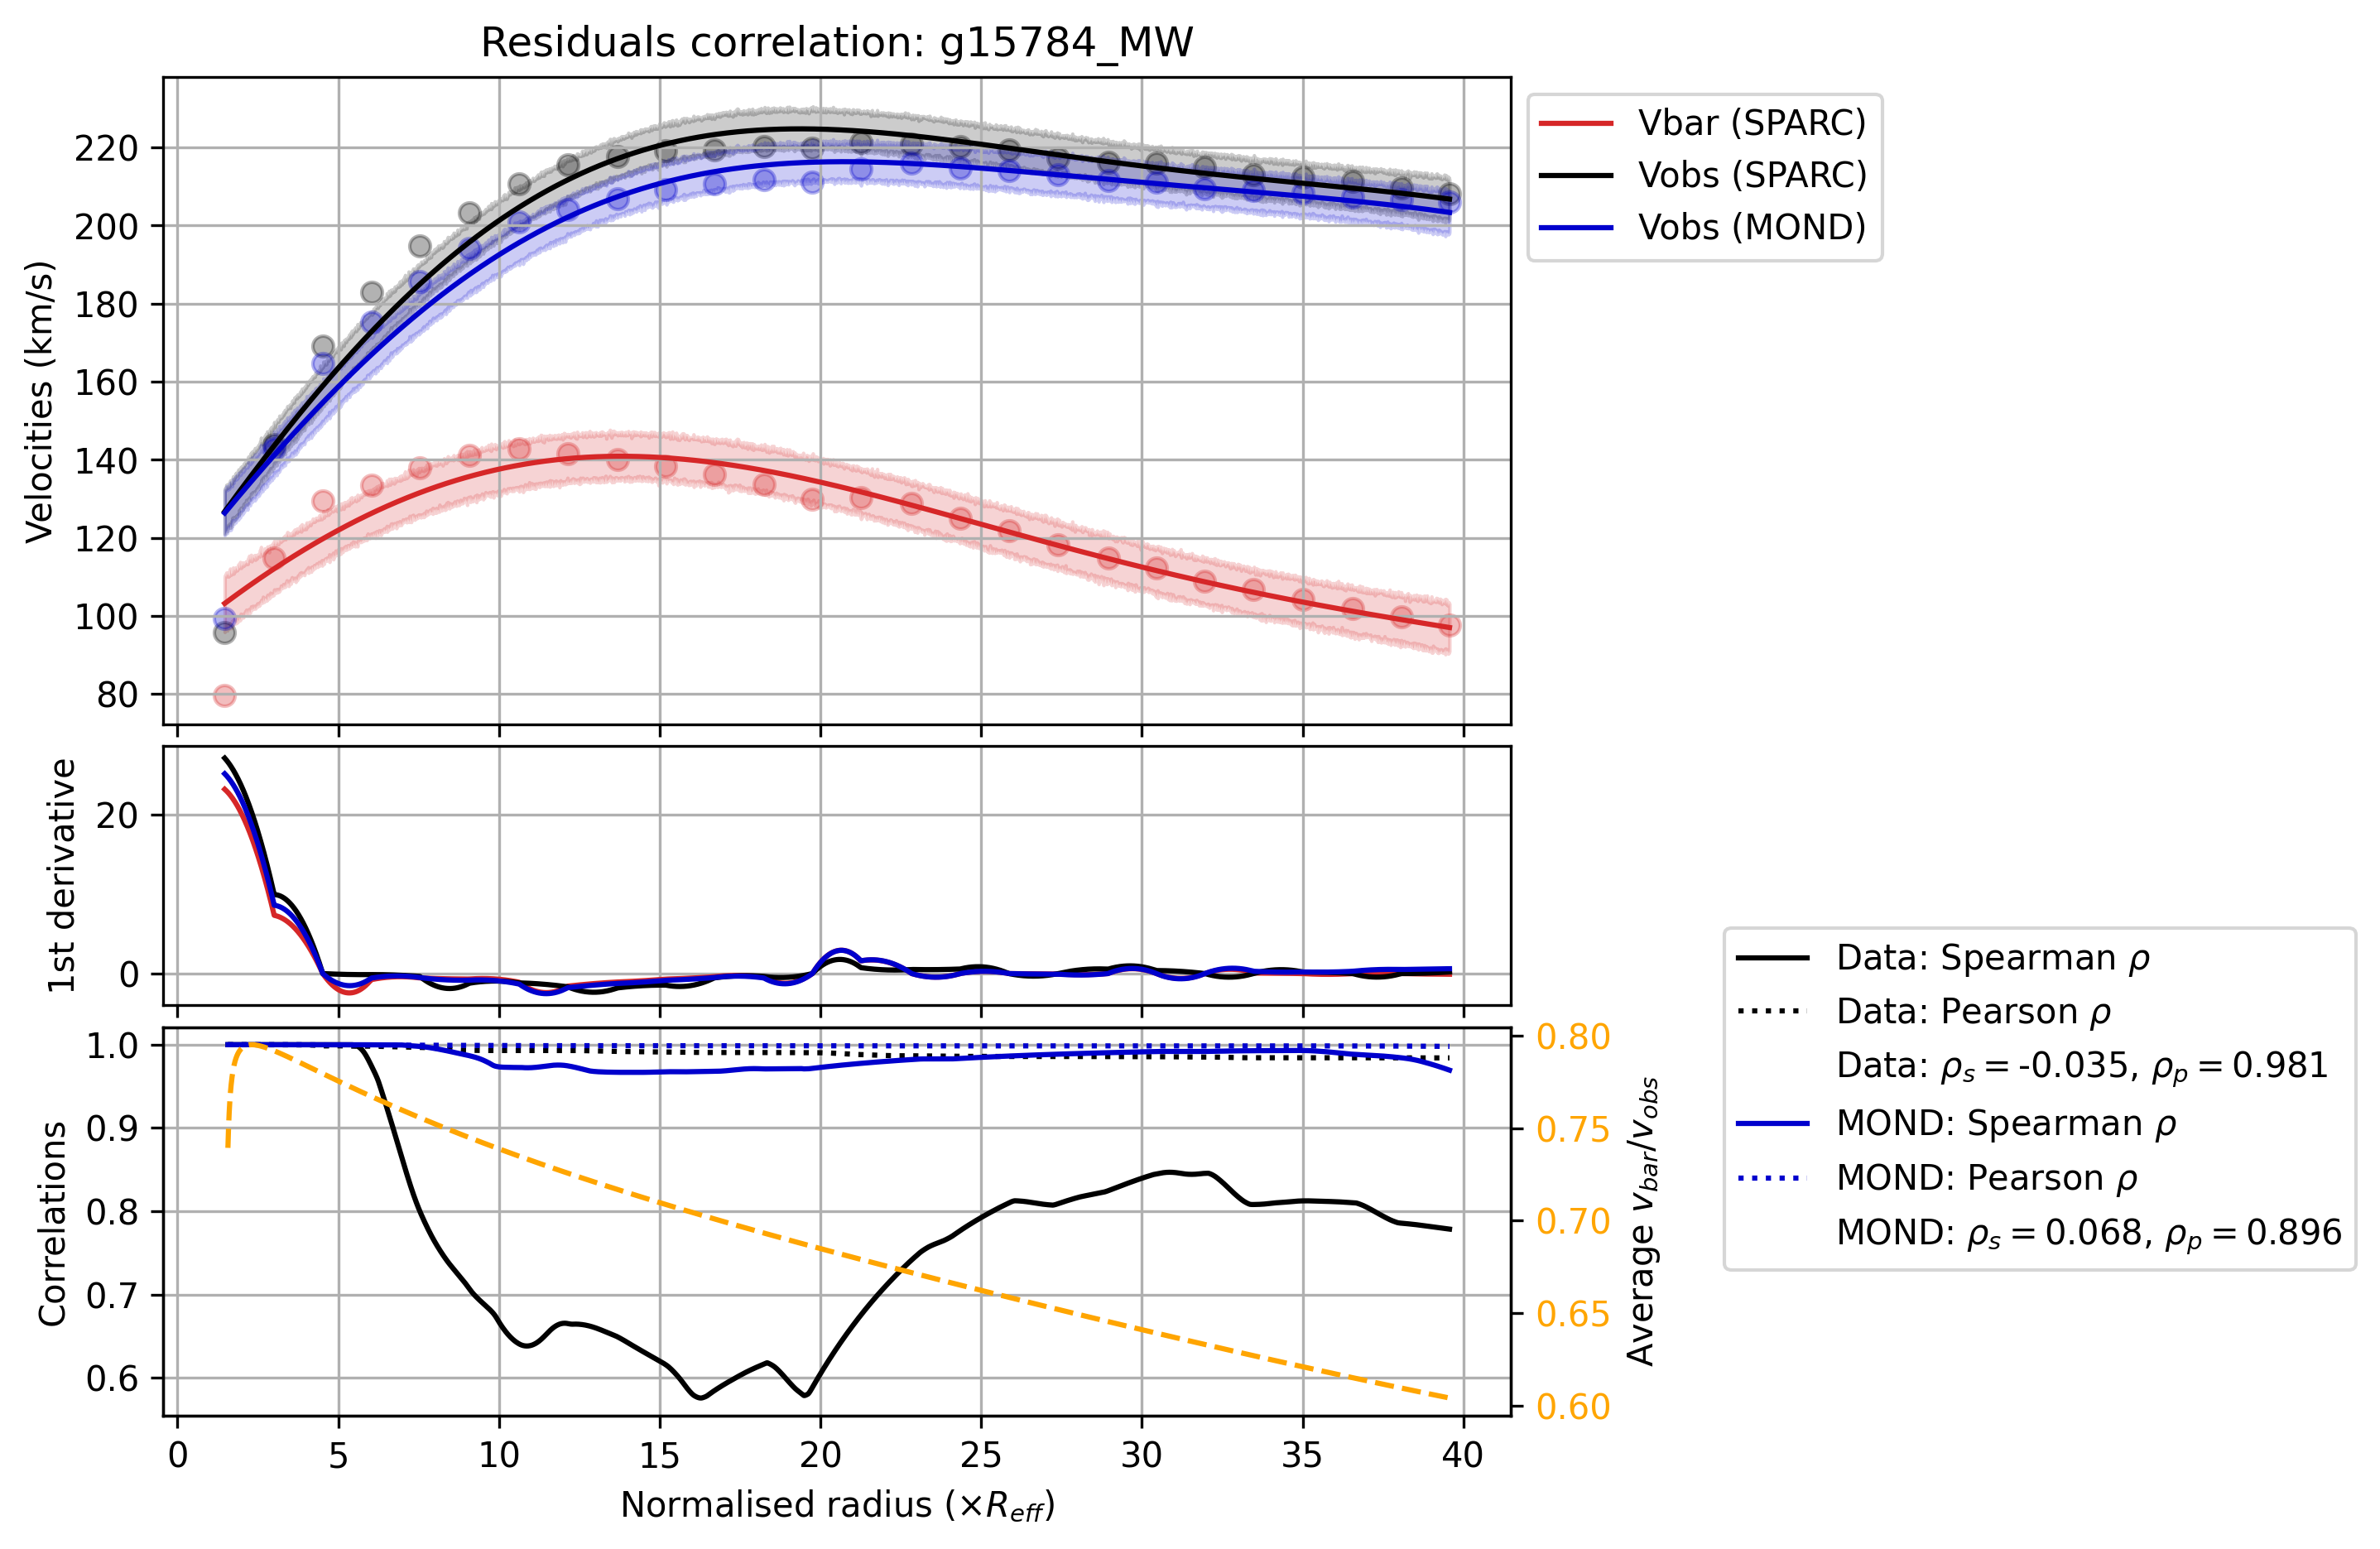 Residuals correlation: g15784_MW
Velocities (km/s)
220
200
180
160
140
120
100
80
Vbar (SPARC)
Vobs (SPARC)
Vobs (MOND)
1st derivative
20
0
Correlations
1.0
0.9
0.8
0.7
0.6
0.80
0.75
0.70
0.65
0.60
Average v_bar/v_obs
0 5 10 15 20 25 30 35 40
Normalised radius (×R_eff)
Data: Spearman ρ
Data: Pearson ρ
Data: ρ_s = -0.035, ρ_p = 0.981
MOND: Spearman ρ
MOND: Pearson ρ
MOND: ρ_s = 0.068, ρ_p = 0.896